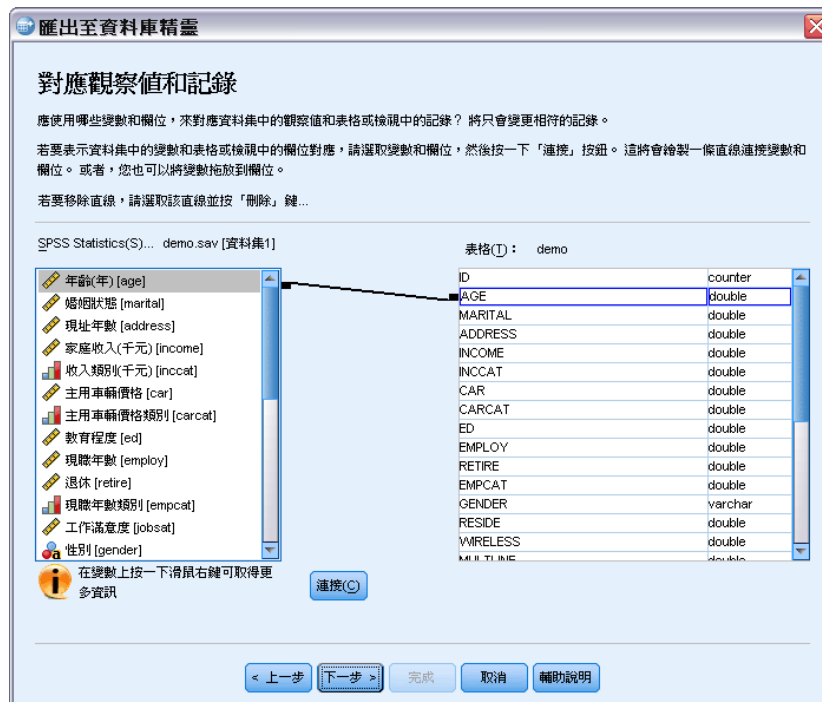 匯出至資料庫精靈
對應觀察值和記錄
應使用哪些變數和欄位，來對應資料集中的觀察值和表格或檢視中的記錄？ 將只會變更相符的記錄。
若要表示資料集中的變數和表格或檢視中的欄位對應，請選取變數和欄位，然後按一下「連接」按鈕。 這將會繪製一條直線連接變數和
欄位。 或者，您也可以將變數拖放到欄位。
若要移除直線，請選取該直線並按「刪除」鍵...
SPSS Statistics(S)... demo.sav [資料集1]
年齡(年) [age]
婚姻狀態 [marital]
現址年數 [address]
家庭收入(千元) [income]
收入類別(千元) [inccat]
主用車輛價格 [car]
主用車輛價格類別 [carcat]
教育程度 [ed]
現職年數 [employ]
退休 [retire]
現職年數類別 [empcat]
工作滿意度 [jobsat]
性別 [gender]
在變數上按一下滑鼠右鍵可取得更
多資訊
連接(C)
表格(T)： demo
ID counter
AGE double
MARITAL double
ADDRESS double
INCOME double
INCCAT double
CAR double
CARCAT double
ED double
EMPLOY double
RETIRE double
EMPCAT double
GENDER varchar
RESIDE double
WIRELESS double
MULTLINE double
< 上一步 下一步 > 完成 取消 輔助說明